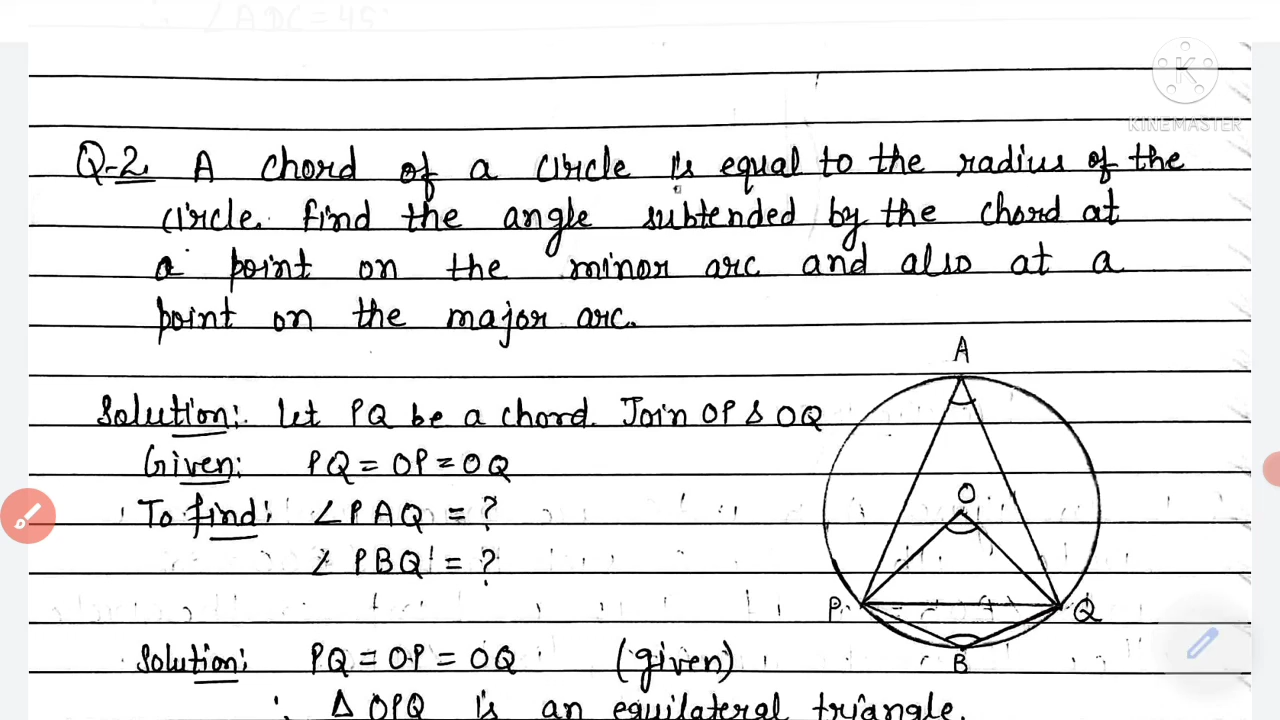 ∴ ∠ADC = 45
KINEMASTER
Q-2. A chord of a circle is equal to the radius of the
circle. find the angle subtended by the chord at
a point on the minor arc and also at a
point on the major arc.
A
Solution: let PQ be a chord. Join OP & OQ
Given: PQ = OP = OQ
O
To find: ∠PAQ = ?
∠PBQ = ?
P
Q
B
Solution: PQ = OP = OQ (given)
∴ Δ OPQ is an equilateral triangle.